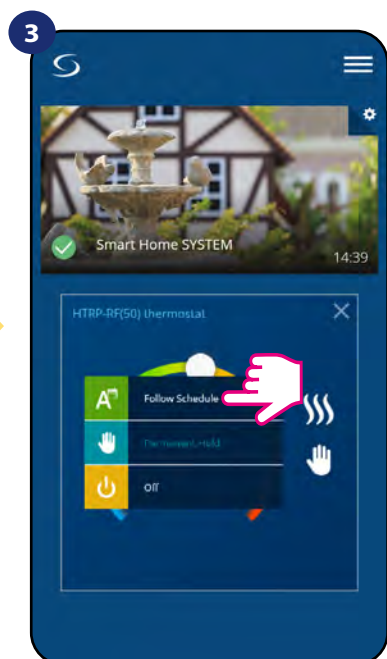 3
Smart Home SYSTEM
14:39
HTRP-RF(50) thermostat
A
Follow Schedule
Permanent Hold
Off